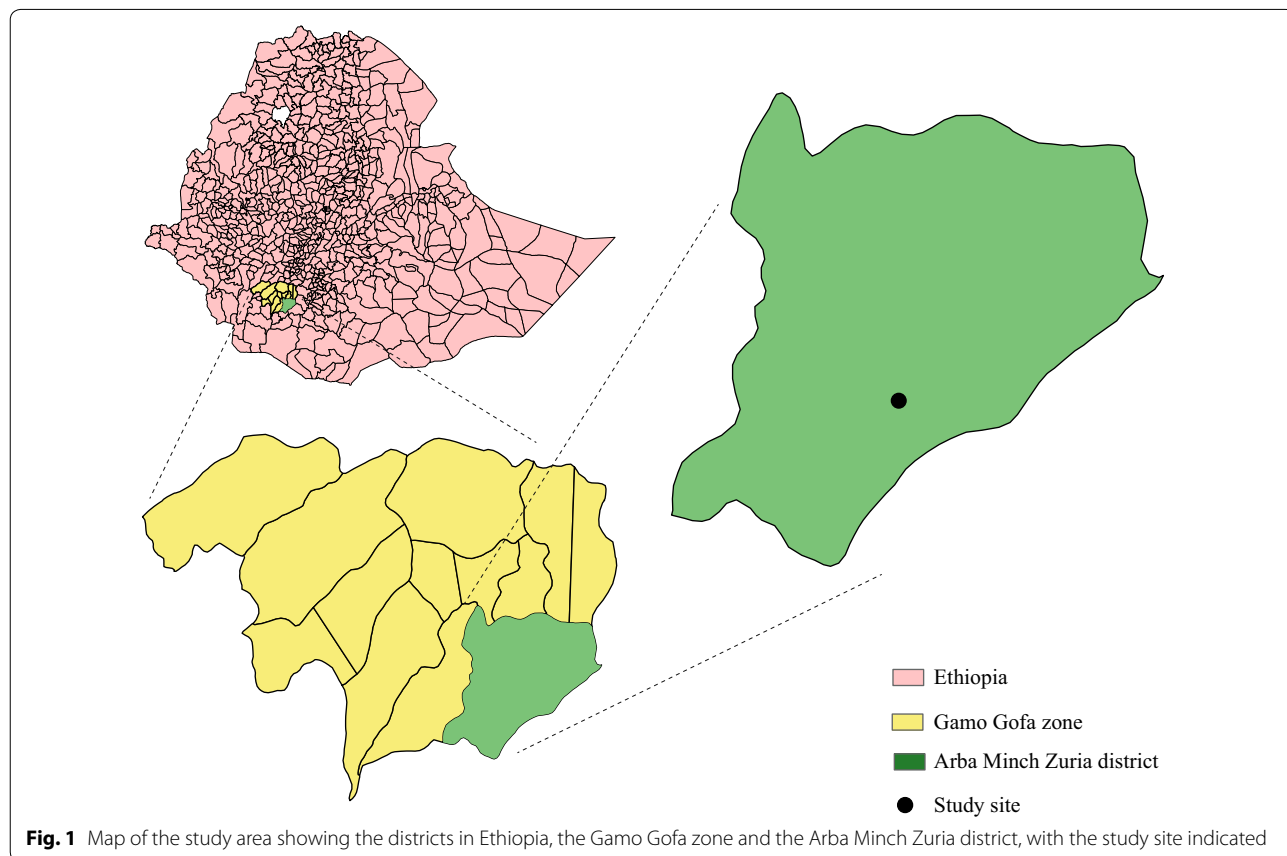 Ethiopia
Gamo Gofa zone
Arba Minch Zuria district
Study site
Fig. 1 Map of the study area showing the districts in Ethiopia, the Gamo Gofa zone and the Arba Minch Zuria district, with the study site indicated